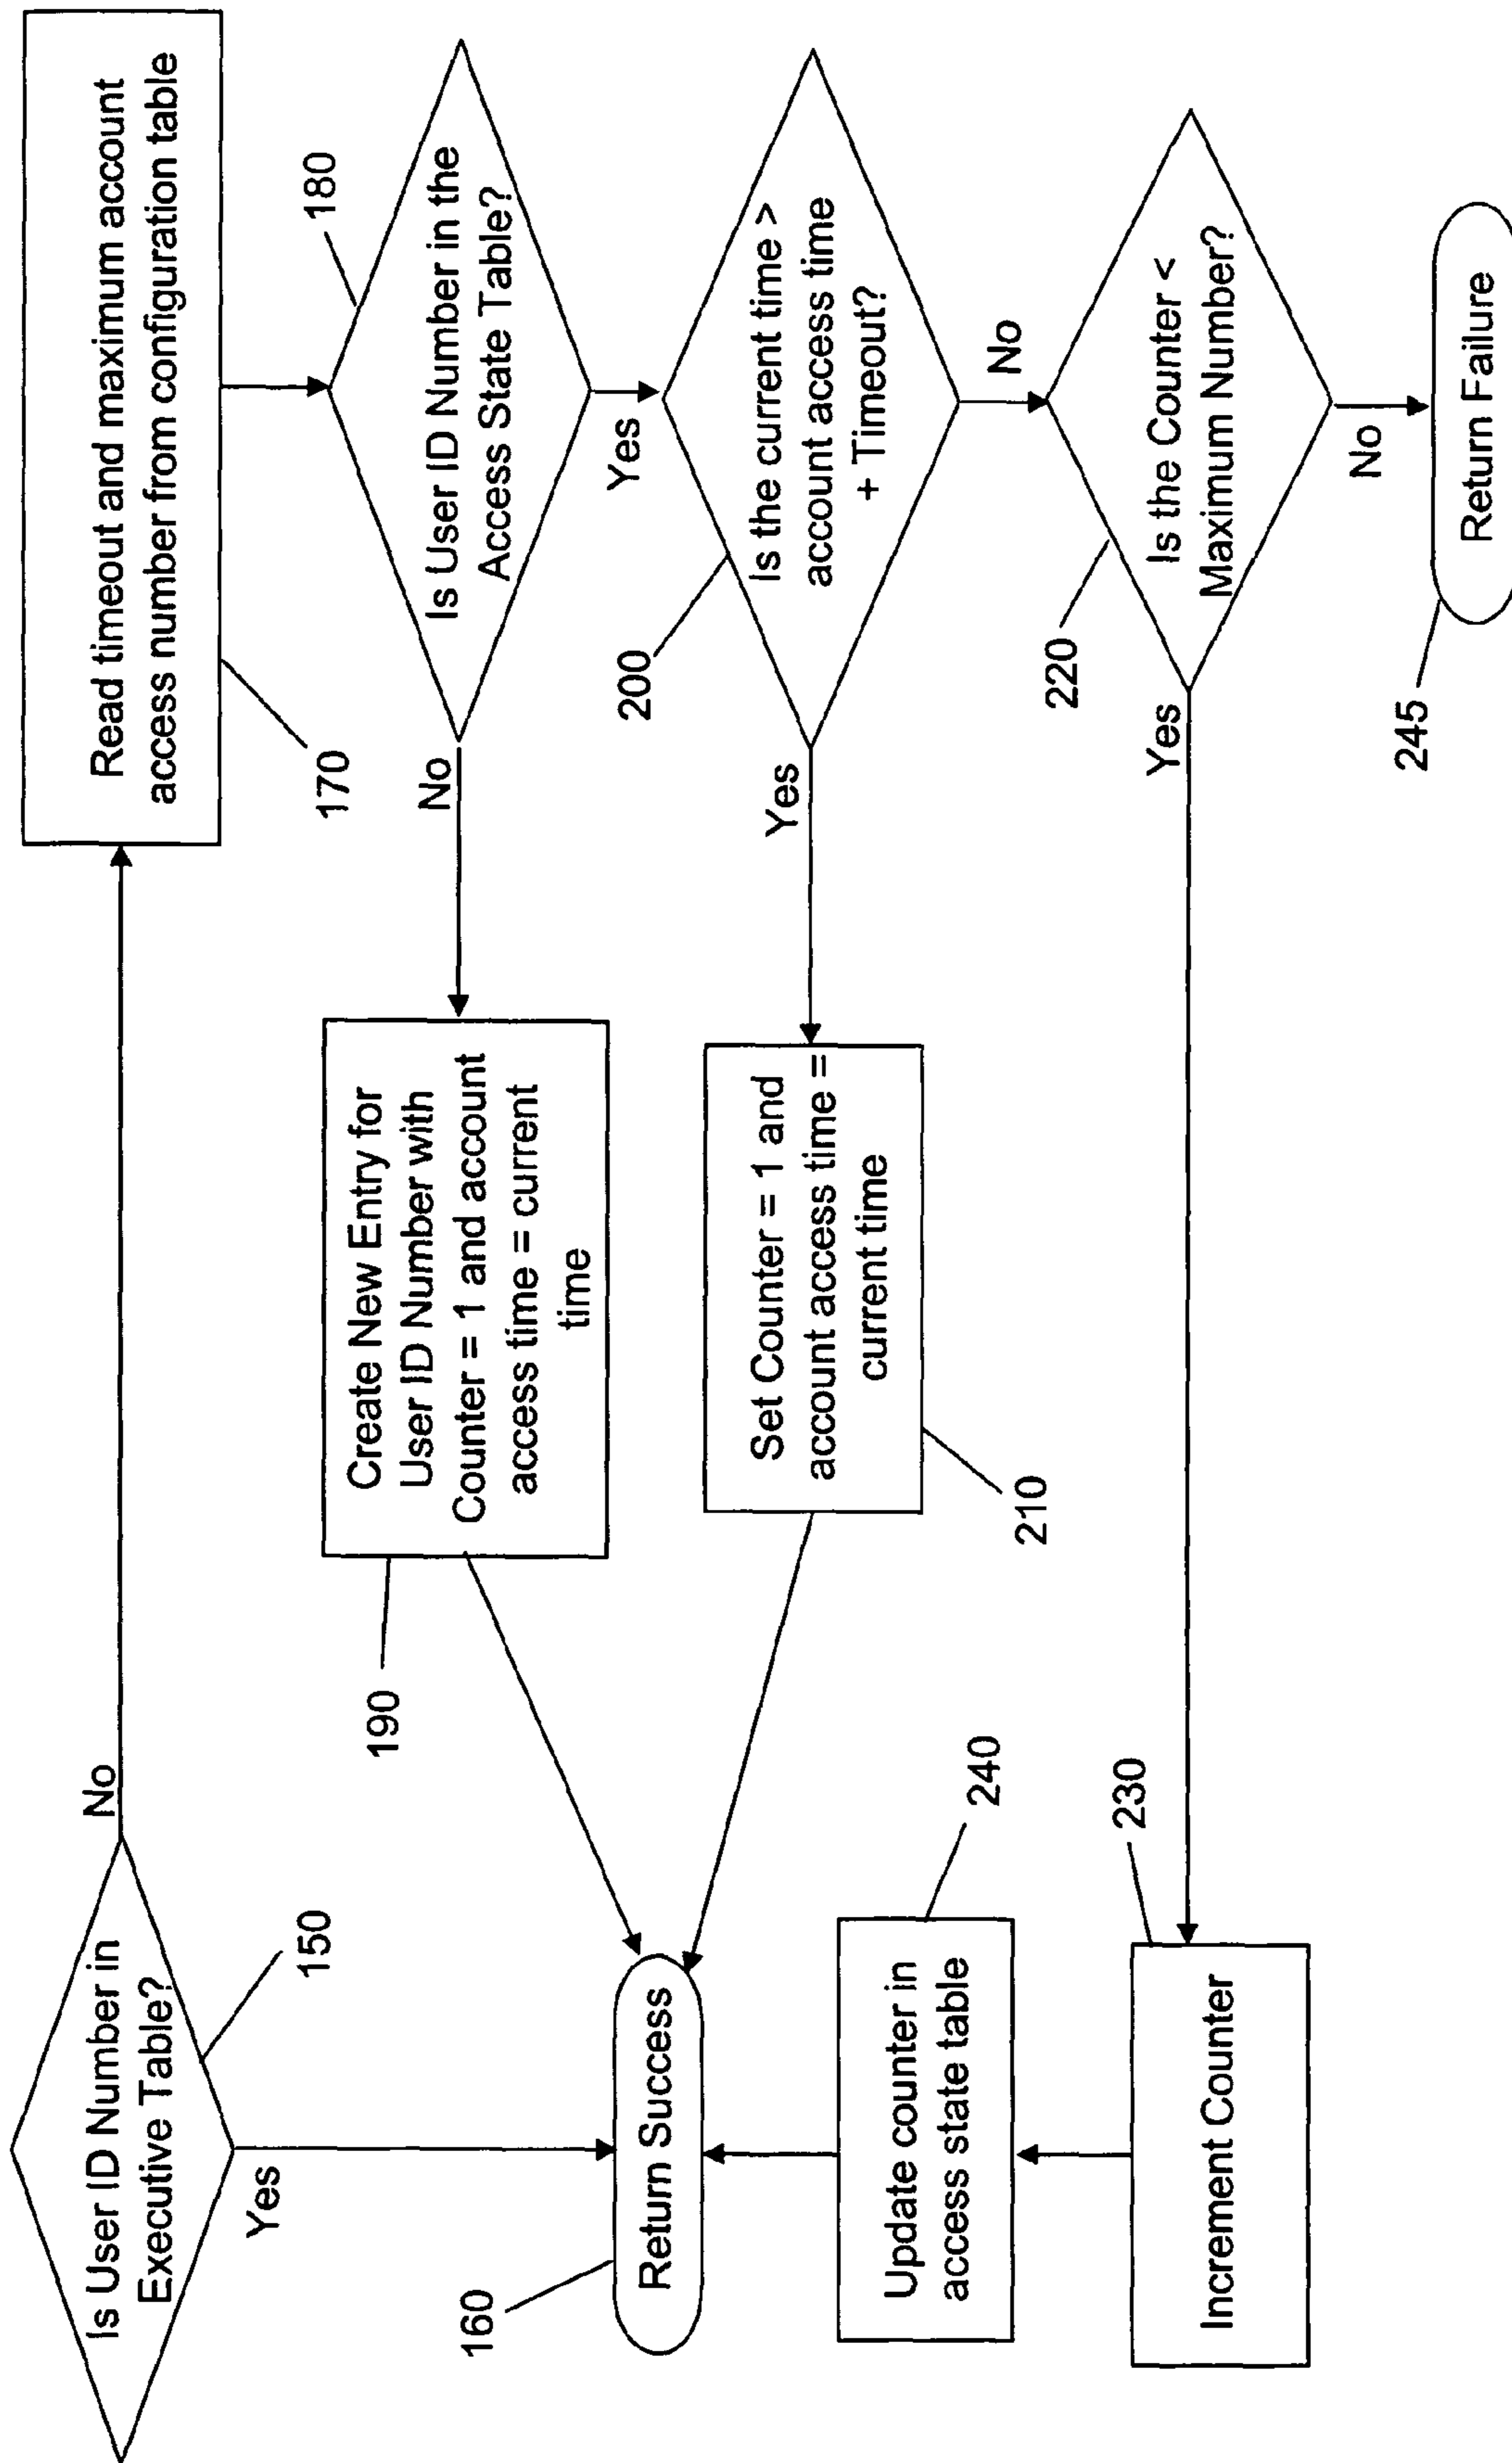 Is User ID Number in
Executive Table?
150
No
Yes
Read timeout and maximum account
access number from configuration table
170
Is User ID Number in the
Access State Table?
180
No
Yes
Create New Entry for
User ID Number with
Counter = 1 and account
access time = current
time
190
Return Success
160
Is the current time >
account access time
+ Timeout?
200
Yes
No
Set Counter = 1 and
account access time =
current time
210
Update counter in
access state table
240
Is the Counter <
Maximum Number?
220
Yes
No
Increment Counter
230
Return Failure
245